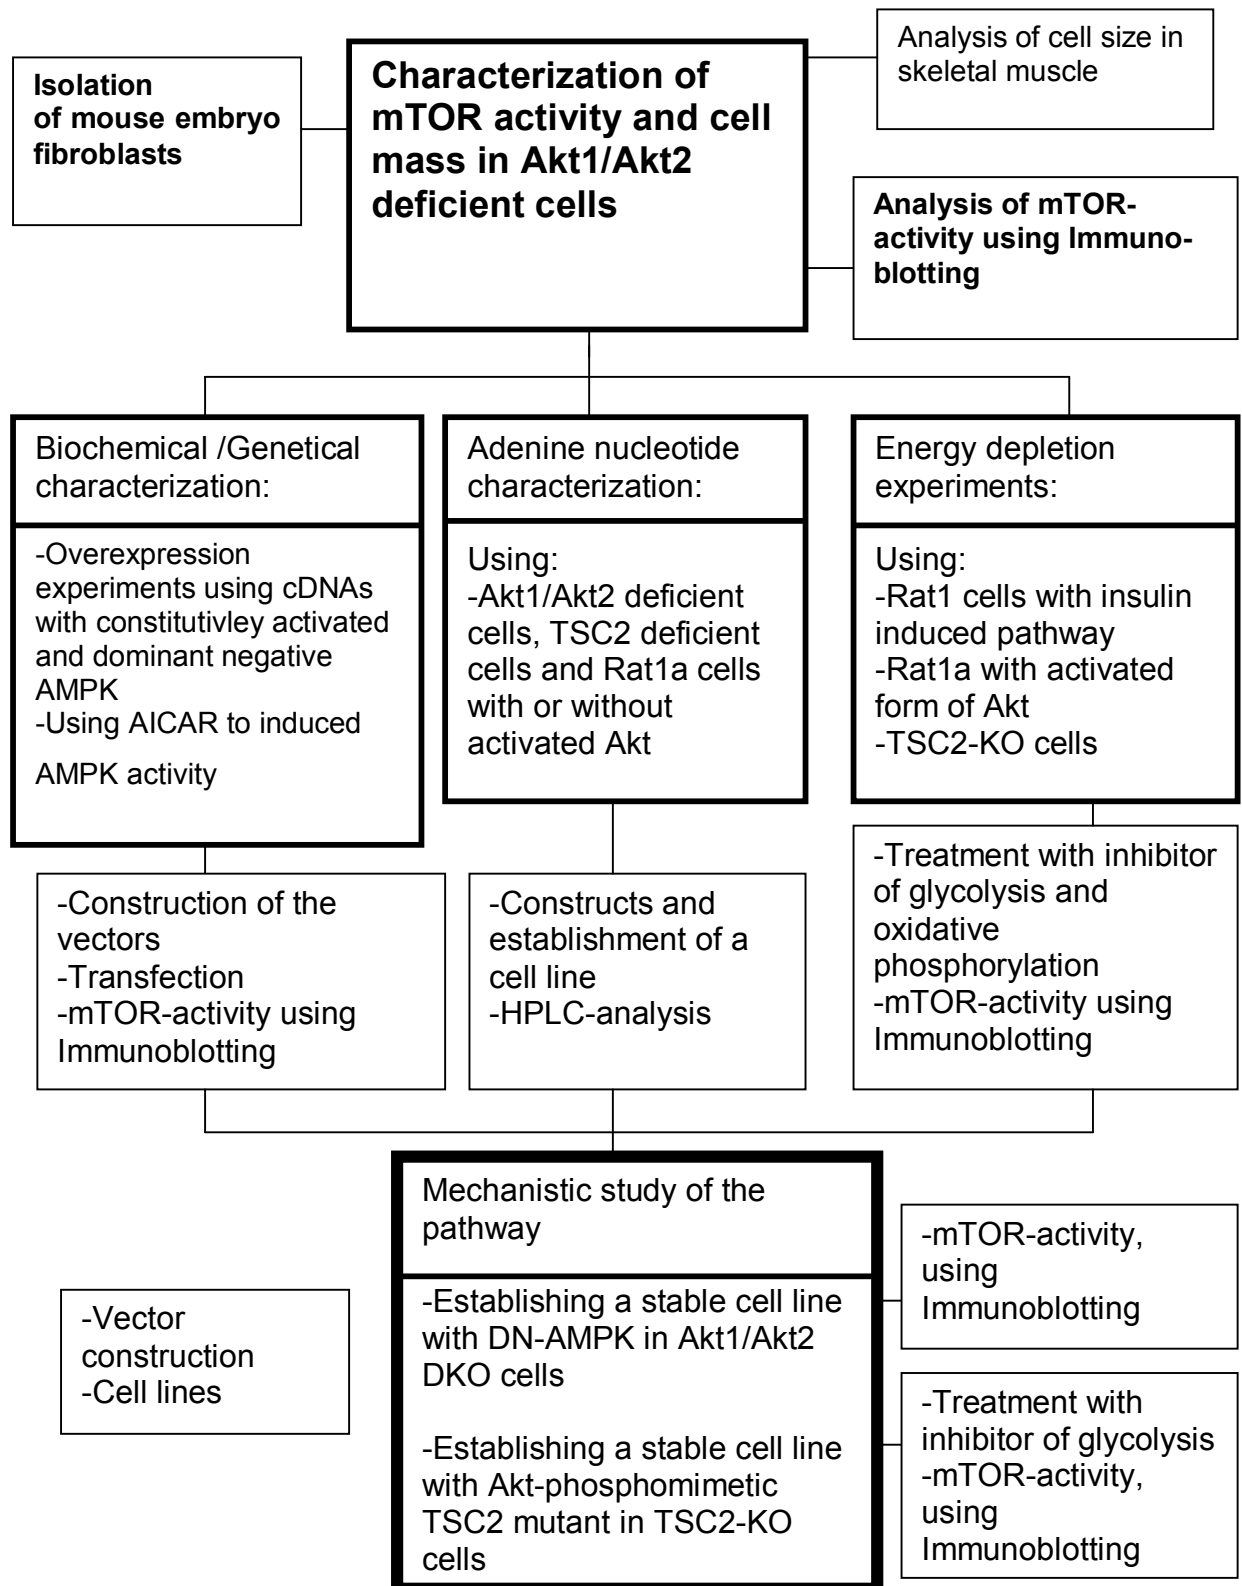 Isolation
of mouse embryo
fibroblasts
Characterization of
mTOR activity and cell
mass in Akt1/Akt2
deficient cells
Analysis of cell size in
skeletal muscle
Analysis of mTOR-
activity using Immuno-
blotting
Biochemical /Genetical
characterization:
-Overexpression
experiments using cDNAs
with constitutivley activated
and dominant negative
AMPK
-Using AICAR to induced
AMPK activity
Adenine nucleotide
characterization:
Using:
-Akt1/Akt2 deficient
cells, TSC2 deficient
cells and Rat1a cells
with or without
activated Akt
Energy depletion
experiments:
Using:
-Rat1 cells with insulin
induced pathway
-Rat1a with activated
form of Akt
-TSC2-KO cells
-Construction of the
vectors
-Transfection
-mTOR-activity using
Immunoblotting
-Constructs and
establishment of a
cell line
-HPLC-analysis
-Treatment with inhibitor
of glycolysis and
oxidative
phosphorylation
-mTOR-activity using
Immunoblotting
-Vector
construction
-Cell lines
Mechanistic study of the
pathway
-Establishing a stable cell line
with DN-AMPK in Akt1/Akt2
DKO cells
-Establishing a stable cell line
with Akt-phosphomimetic
TSC2 mutant in TSC2-KO
cells
-mTOR-activity,
using
Immunoblotting
-Treatment with
inhibitor of glycolysis
-mTOR-activity,
using
Immunoblotting